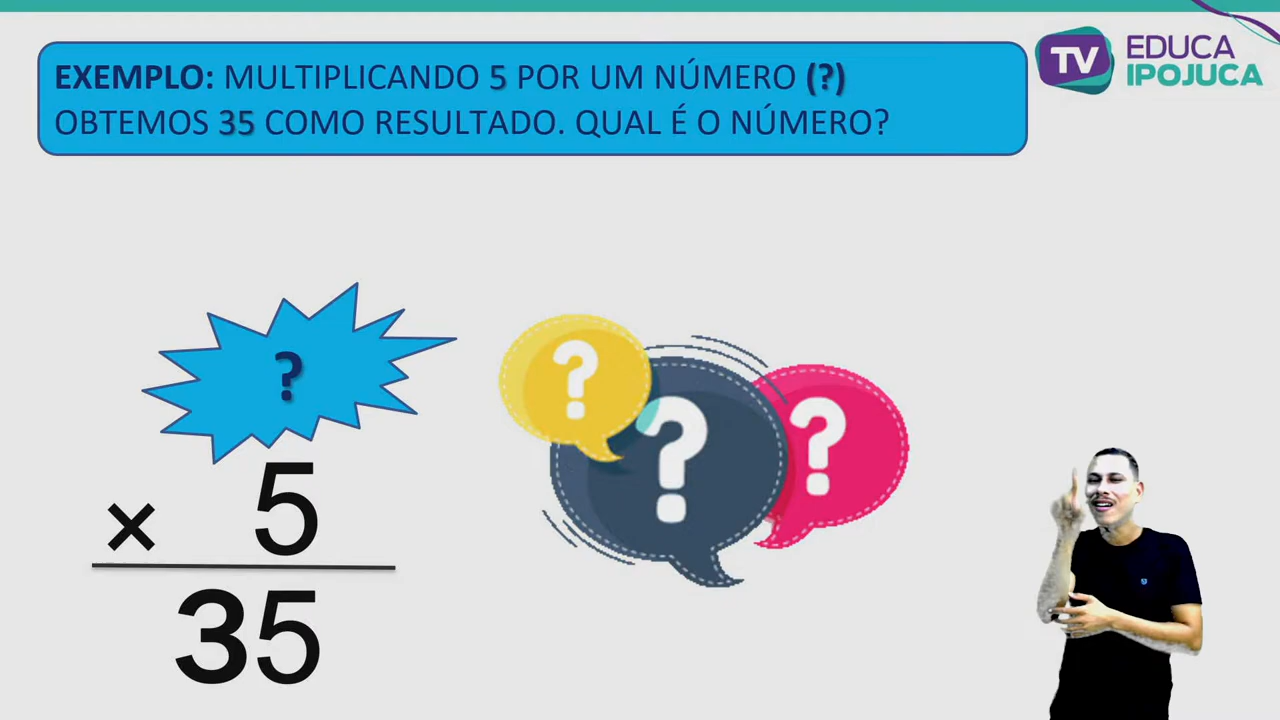 EXEMPLO: MULTIPLICANDO 5 POR UM NÚMERO (?)
OBTEMOS 35 COMO RESULTADO. QUAL É O NÚMERO?
TV EDUCA
IPOJUCA
?
× 5
35
? ? ?